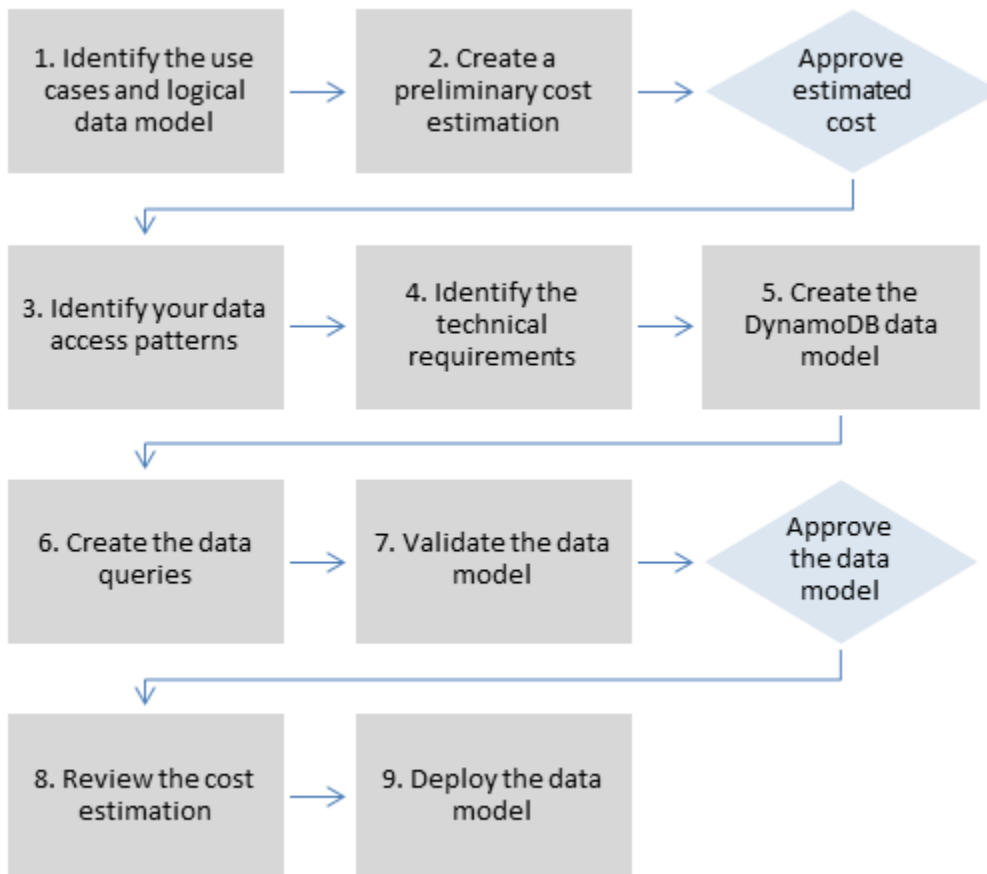 1. Identify the use
cases and logical
data model
2. Create a
preliminary cost
estimation
Approve
estimated
cost
3. Identify your data
access patterns
4. Identify the
technical
requirements
5. Create the
DynamoDB data
model
6. Create the data
queries
7. Validate the data
model
Approve
the data
model
8. Review the cost
estimation
9. Deploy the data
model